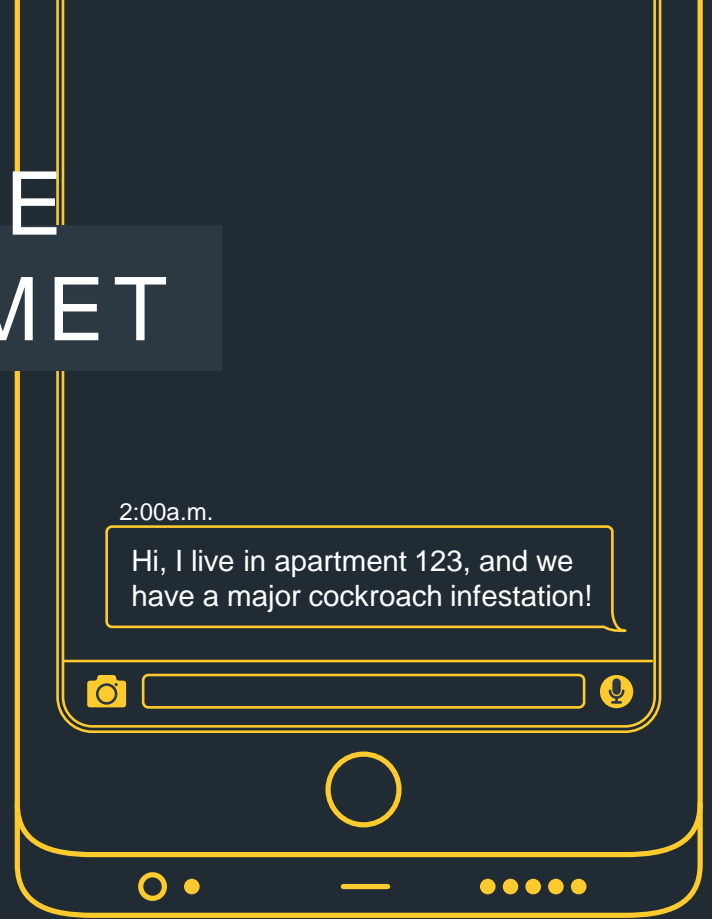 E
MET
2:00a.m.
Hi, I live in apartment 123, and we
have a major cockroach infestation!